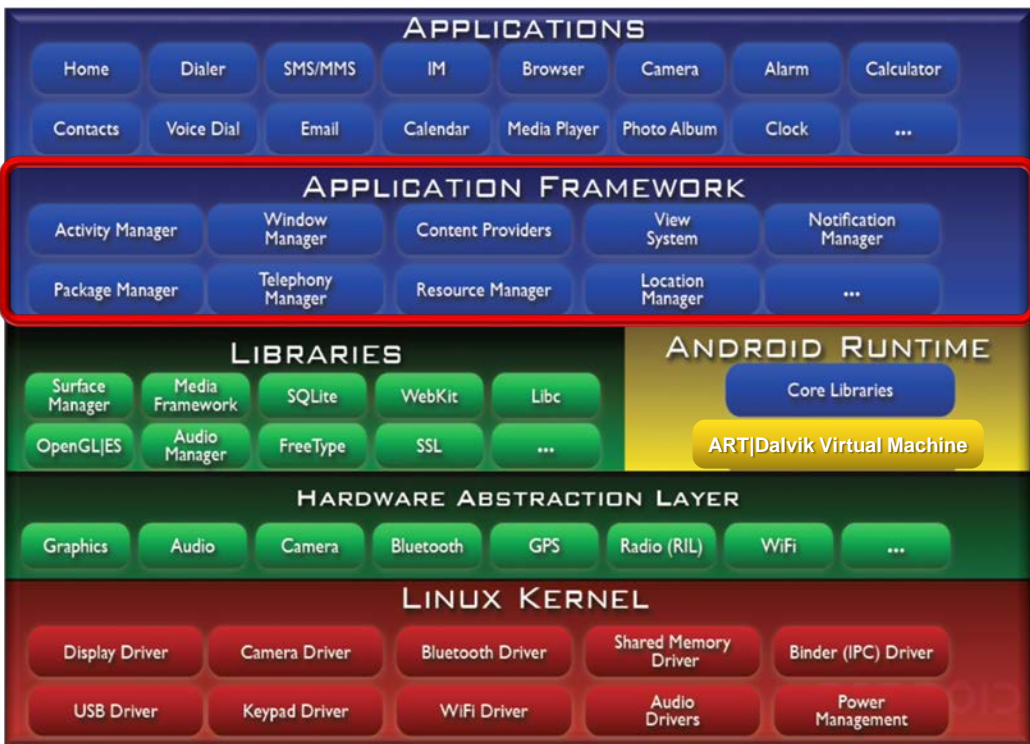 APPLICATIONS
Home Dialer SMS/MMS IM Browser Camera Alarm Calculator
Contacts Voice Dial Email Calendar Media Player Photo Album Clock ...
APPLICATION FRAMEWORK
Activity Manager
Window
Manager
Content Providers
View
System
Notification
Manager
Package Manager
Telephony
Manager
Resource Manager
Location
Manager
...
LIBRARIES
Surface
Manager
Media
Framework
SQLite
WebKit
Libc
OpenGL|ES
Audio
Manager
FreeType
SSL
...
ANDROID RUNTIME
Core Libraries
ART|Dalvik Virtual Machine
HARDWARE ABSTRACTION LAYER
Graphics Audio Camera Bluetooth GPS Radio (RIL) WiFi ...
LINUX KERNEL
Display Driver
Camera Driver
Bluetooth Driver
Shared Memory
Driver
Binder (IPC) Driver
USB Driver
Keypad Driver
WiFi Driver
Audio
Drivers
Power
Management